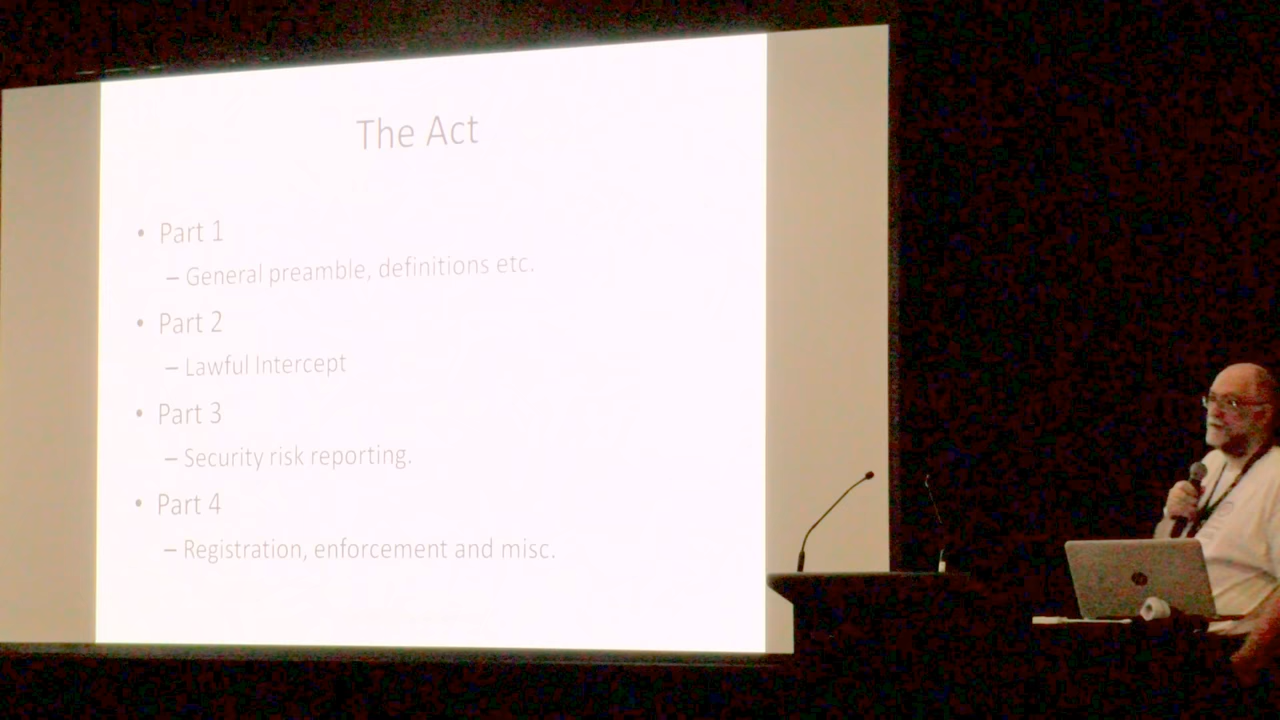 The Act
• Part 1
– General preamble, definitions etc.
• Part 2
– Lawful Intercept
• Part 3
– Security risk reporting.
• Part 4
– Registration, enforcement and misc.